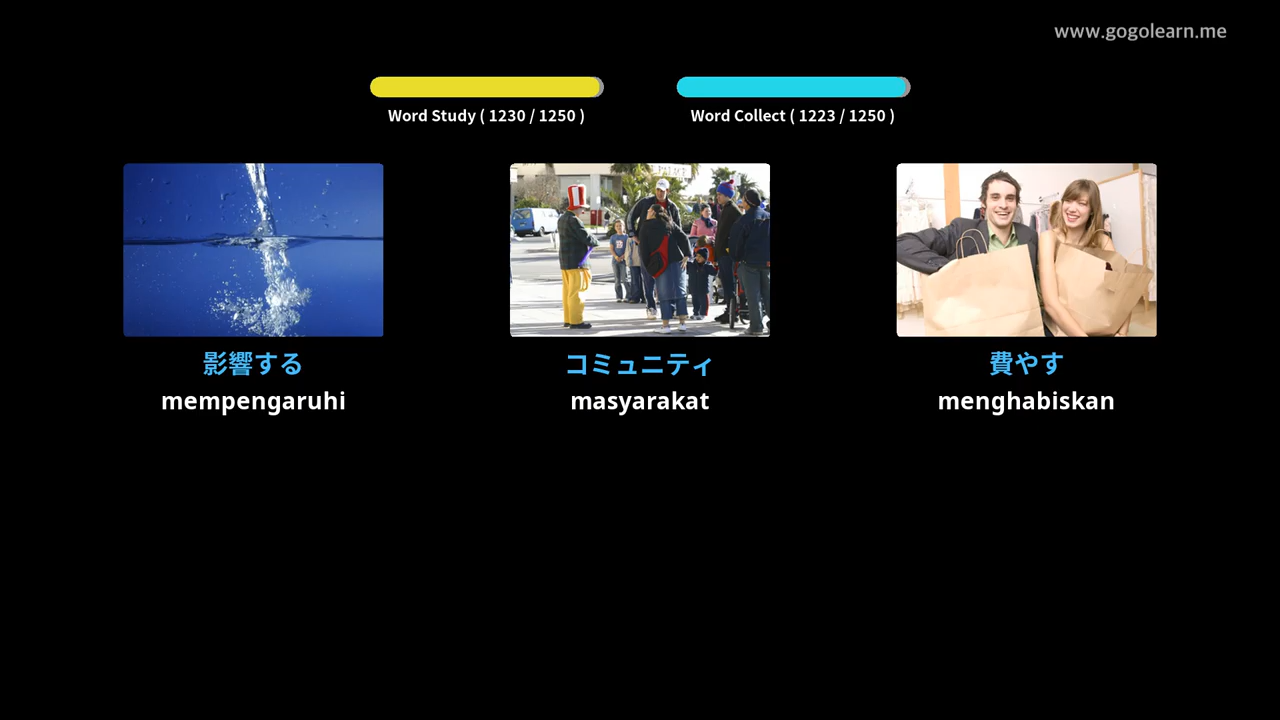 www.gogolearn.me
Word Study ( 1230 / 1250 )
Word Collect ( 1223 / 1250 )
影響する
mempengaruhi
コミュニティ
masyarakat
費やす
menghabiskan